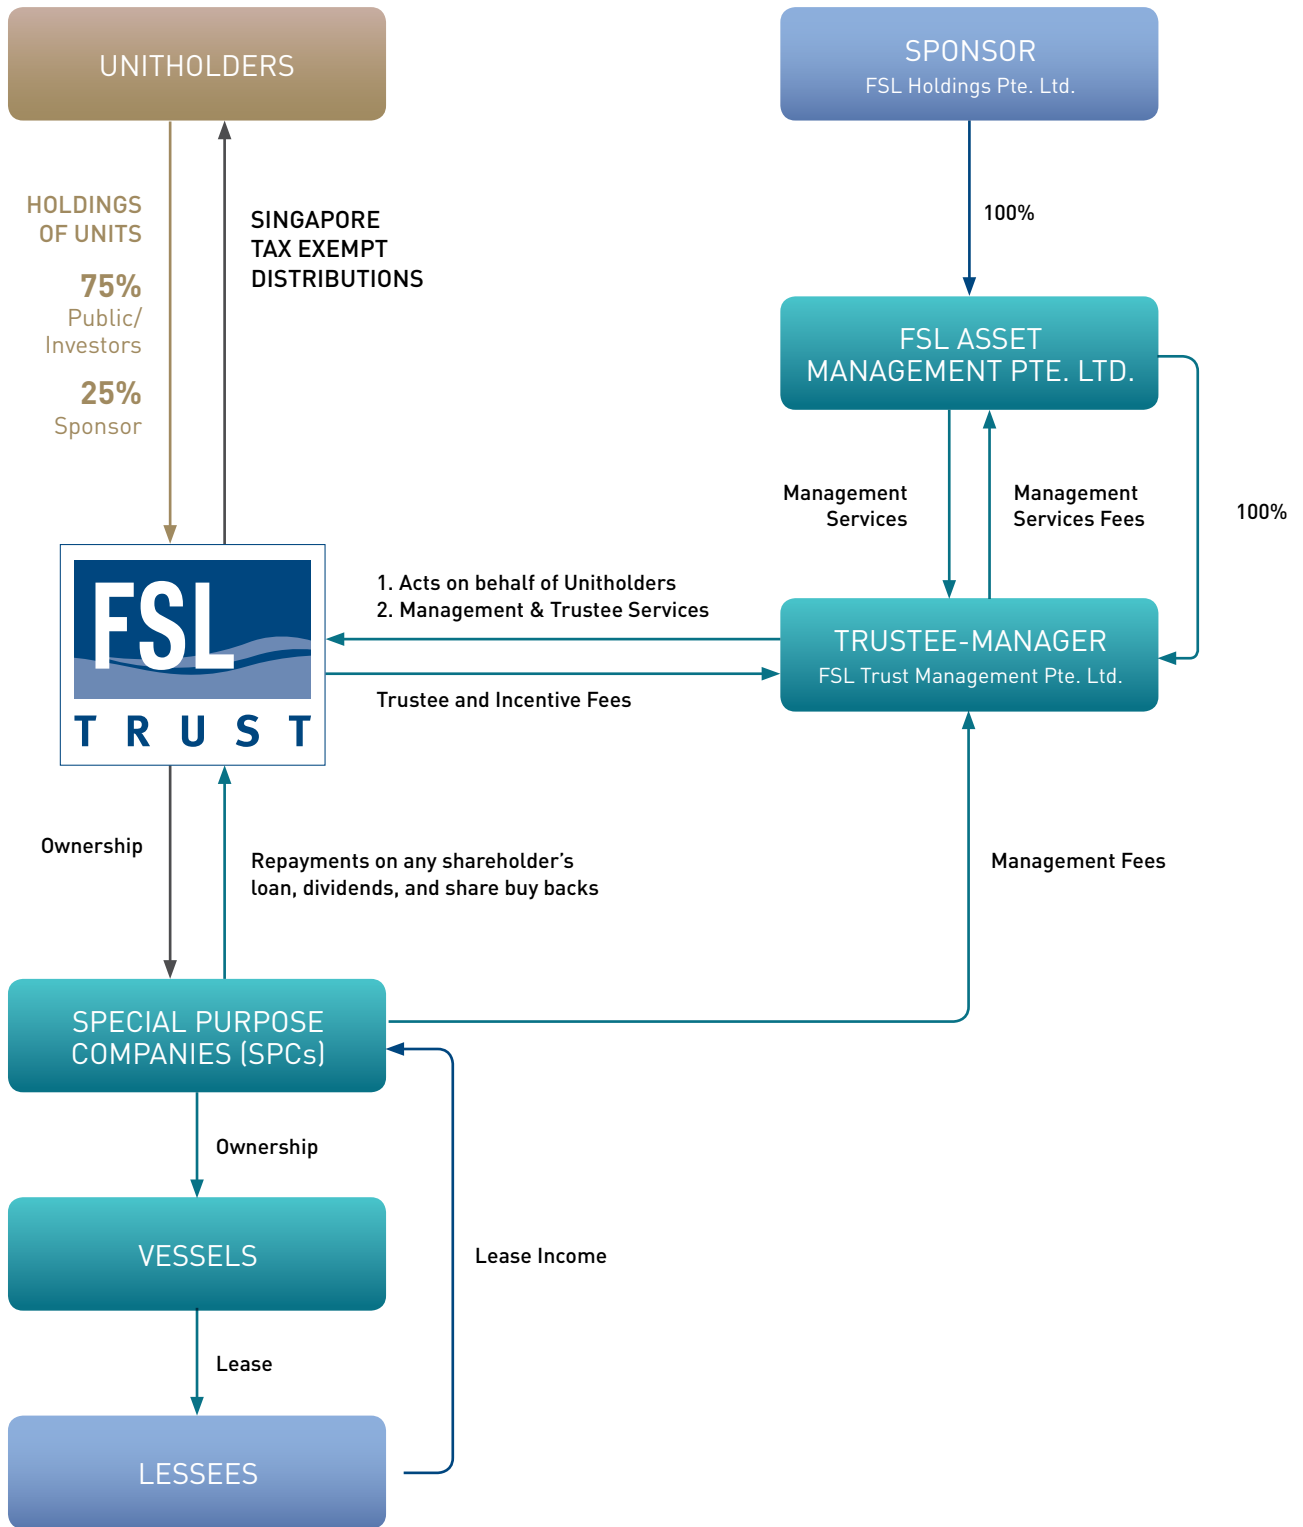 UNITHOLDERS
SPONSOR
FSL Holdings Pte. Ltd.
HOLDINGS
OF UNITS
75%
Public/
Investors
25%
Sponsor
SINGAPORE
TAX EXEMPT
DISTRIBUTIONS
100%
FSL ASSET
MANAGEMENT PTE. LTD.
Management
Services
Management
Services Fees
100%
FSL
TRUST
1. Acts on behalf of Unitholders
2. Management & Trustee Services
Trustee and Incentive Fees
TRUSTEE-MANAGER
FSL Trust Management Pte. Ltd.
Ownership
Repayments on any shareholder’s
loan, dividends, and share buy backs
Management Fees
SPECIAL PURPOSE
COMPANIES (SPCs)
Ownership
VESSELS
Lease Income
Lease
LESSEES